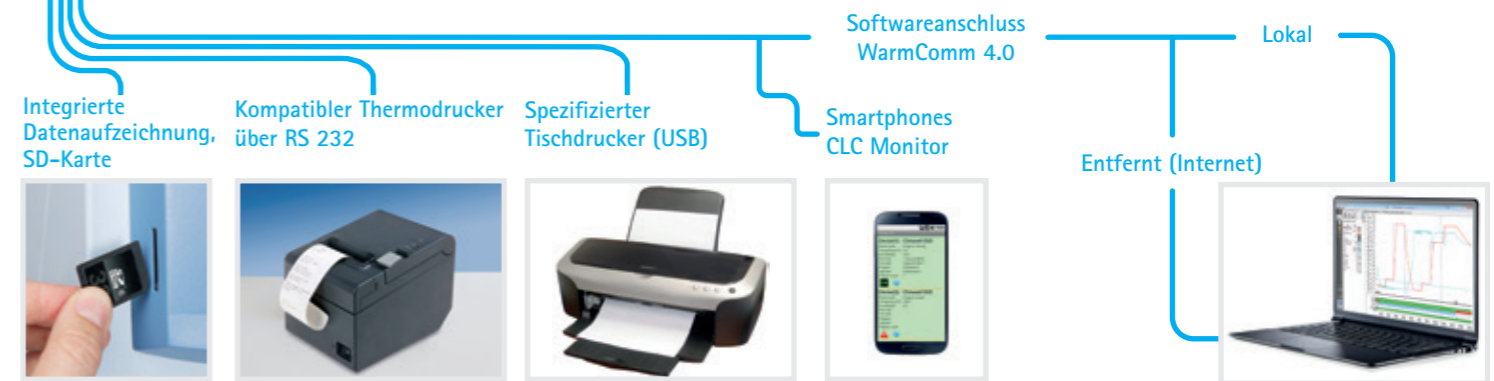 Softwareanschluss
WarmComm 4.0
Lokal
Integrierte
Datenaufzeichnung,
SD-Karte
Kompatibler Thermodrucker
über RS 232
Spezifizierter
Tischdrucker (USB)
Smartphones
CLC Monitor
Entfernt (Internet)